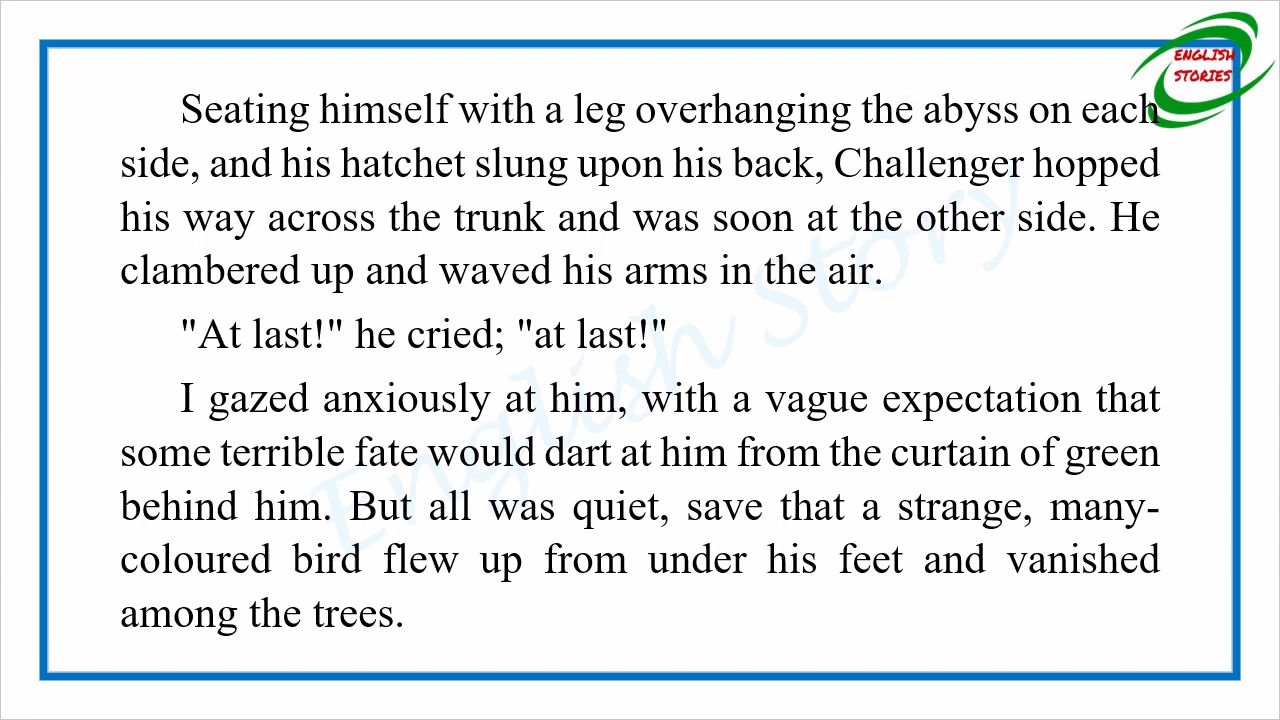 ENGLISH
STORIES
Seating himself with a leg overhanging the abyss on each
side, and his hatchet slung upon his back, Challenger hopped
his way across the trunk and was soon at the other side. He
clambered up and waved his arms in the air.
"At last!" he cried; "at last!"
I gazed anxiously at him, with a vague expectation that
some terrible fate would dart at him from the curtain of green
behind him. But all was quiet, save that a strange, many-
coloured bird flew up from under his feet and vanished
among the trees.
English Story